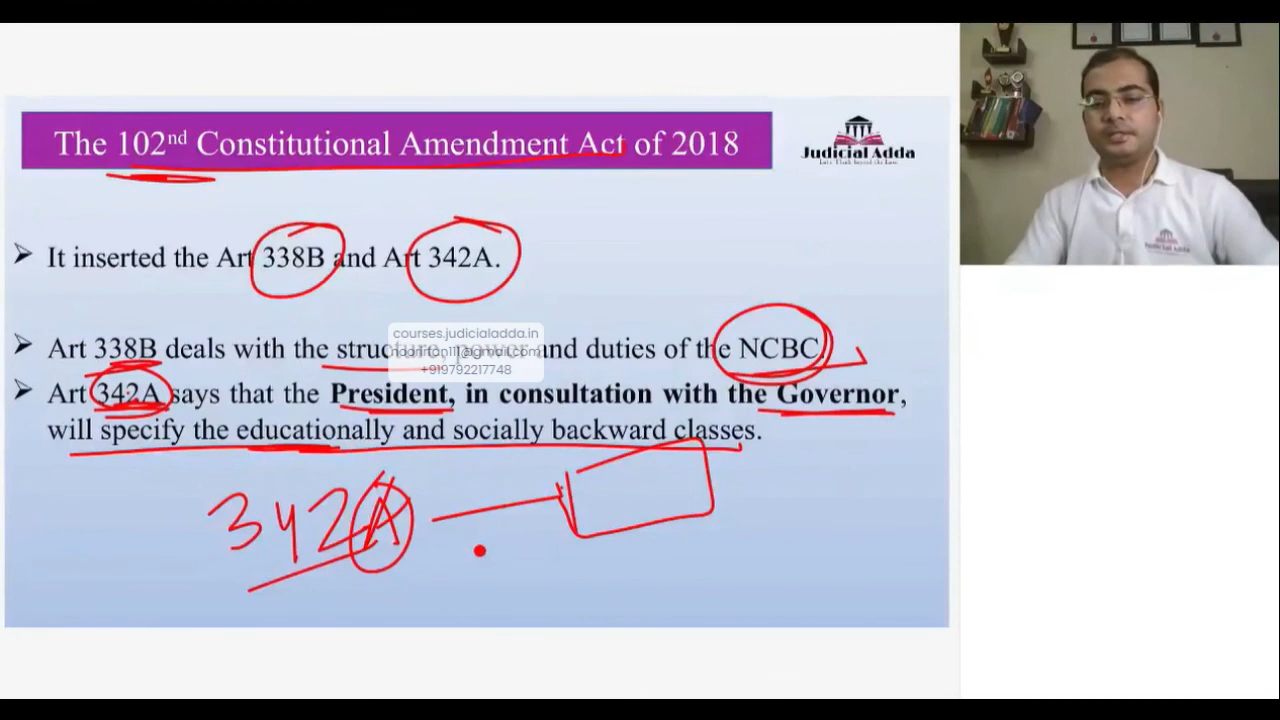 The 102nd Constitutional Amendment Act of 2018
Judicial Adda
It inserted the Art 338B and Art 342A.
Art 338B deals with the structure, power and duties of the NCBC.
courses.judicialadda.in
+919792217748
Art 342A says that the President, in consultation with the Governor,
will specify the educationally and socially backward classes.
342A